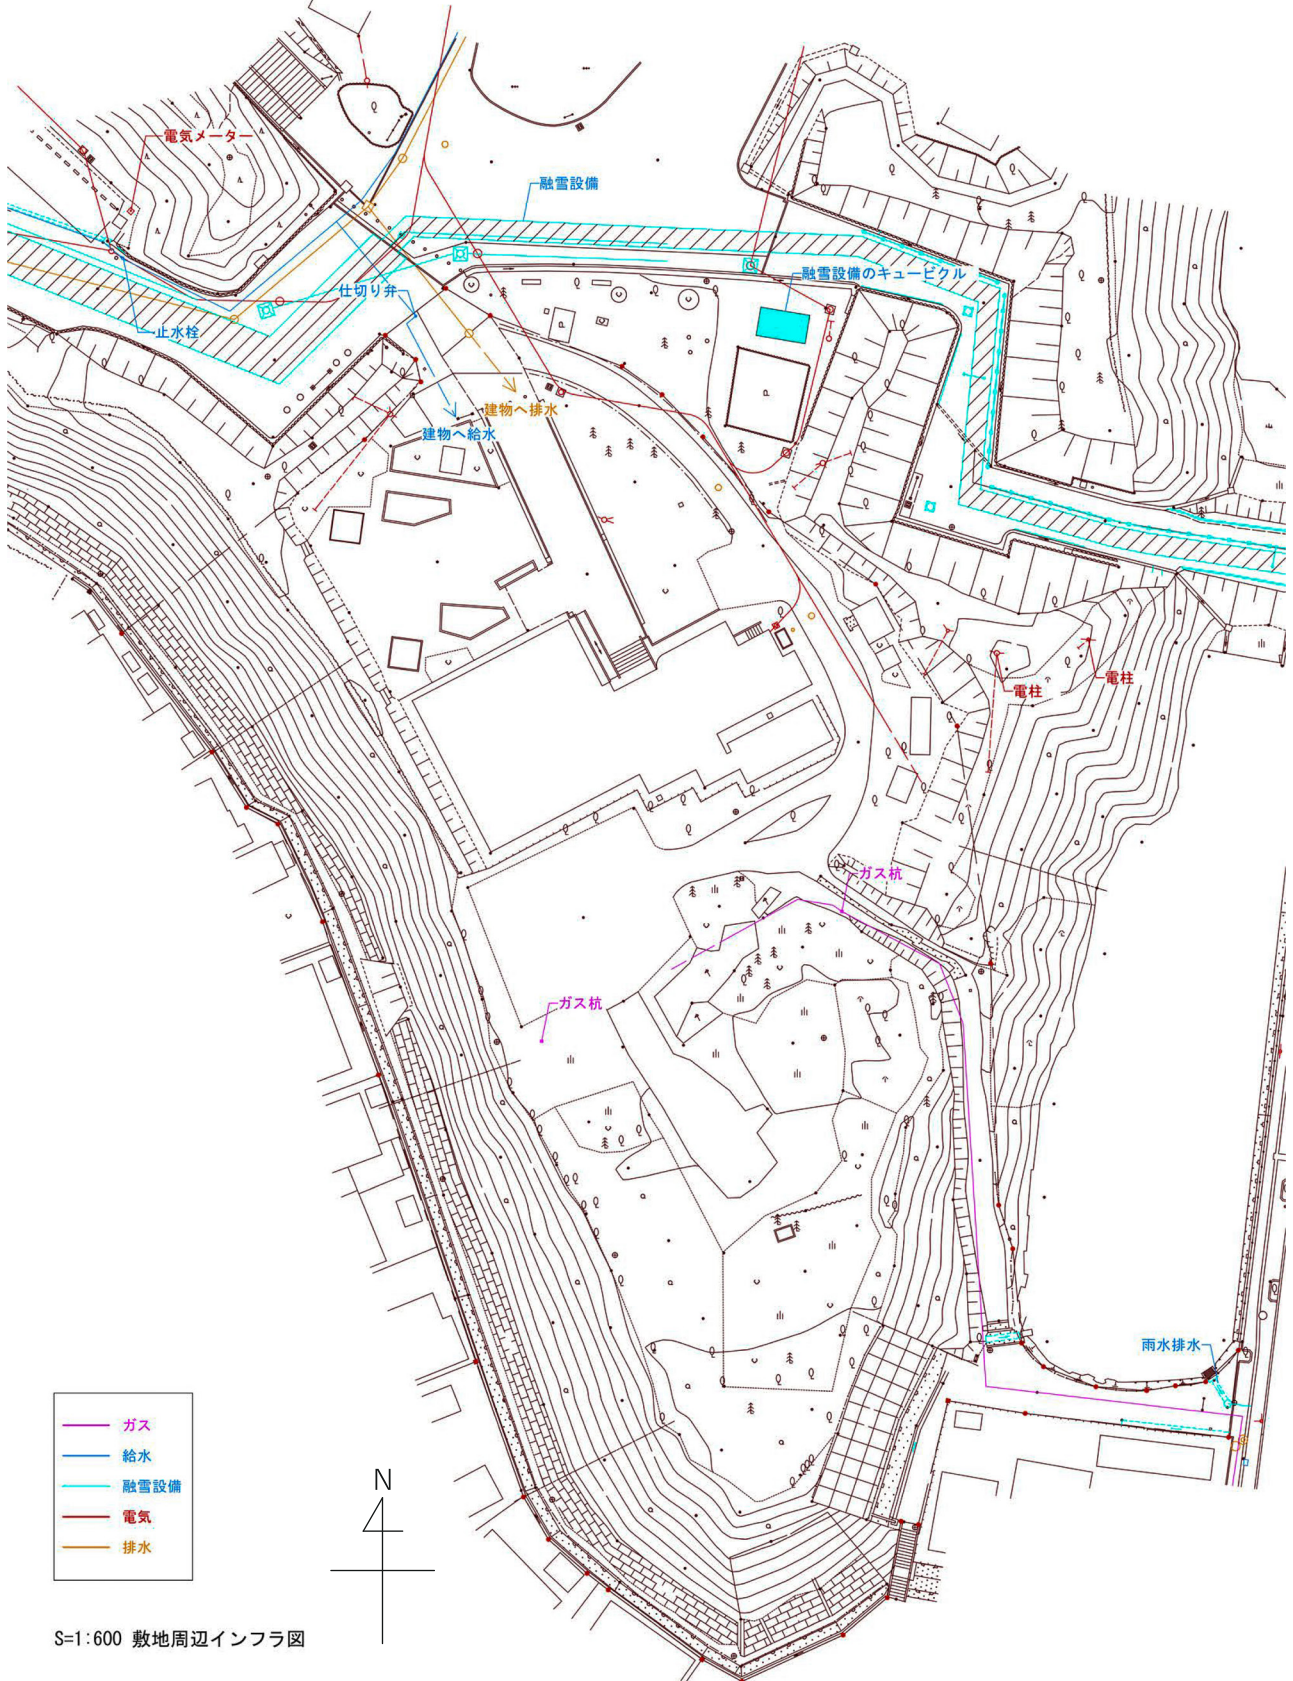 電気メーター
融雪設備
融雪設備のキュービクル
仕切り弁
止水栓
建物へ排水
建物へ給水
電柱
電柱
ガス杭
ガス杭
雨水排水
ガス
給水
融雪設備
電気
排水
N
S=1:600 敷地周辺インフラ図